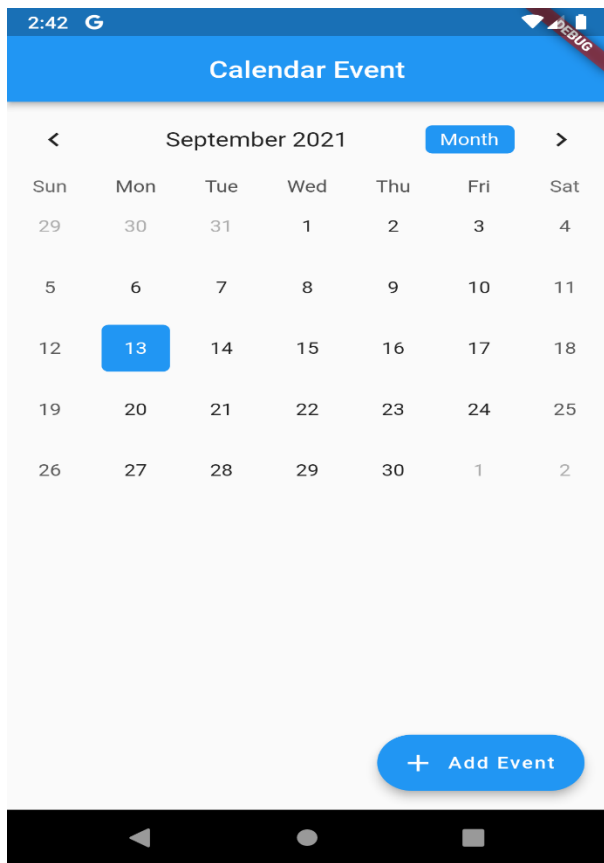 2:42 G
DEBUG
Calendar Event
< September 2021 Month >
Sun Mon Tue Wed Thu Fri Sat
29 30 31 1 2 3 4
5 6 7 8 9 10 11
12 13 14 15 16 17 18
19 20 21 22 23 24 25
26 27 28 29 30 1 2
+ Add Event